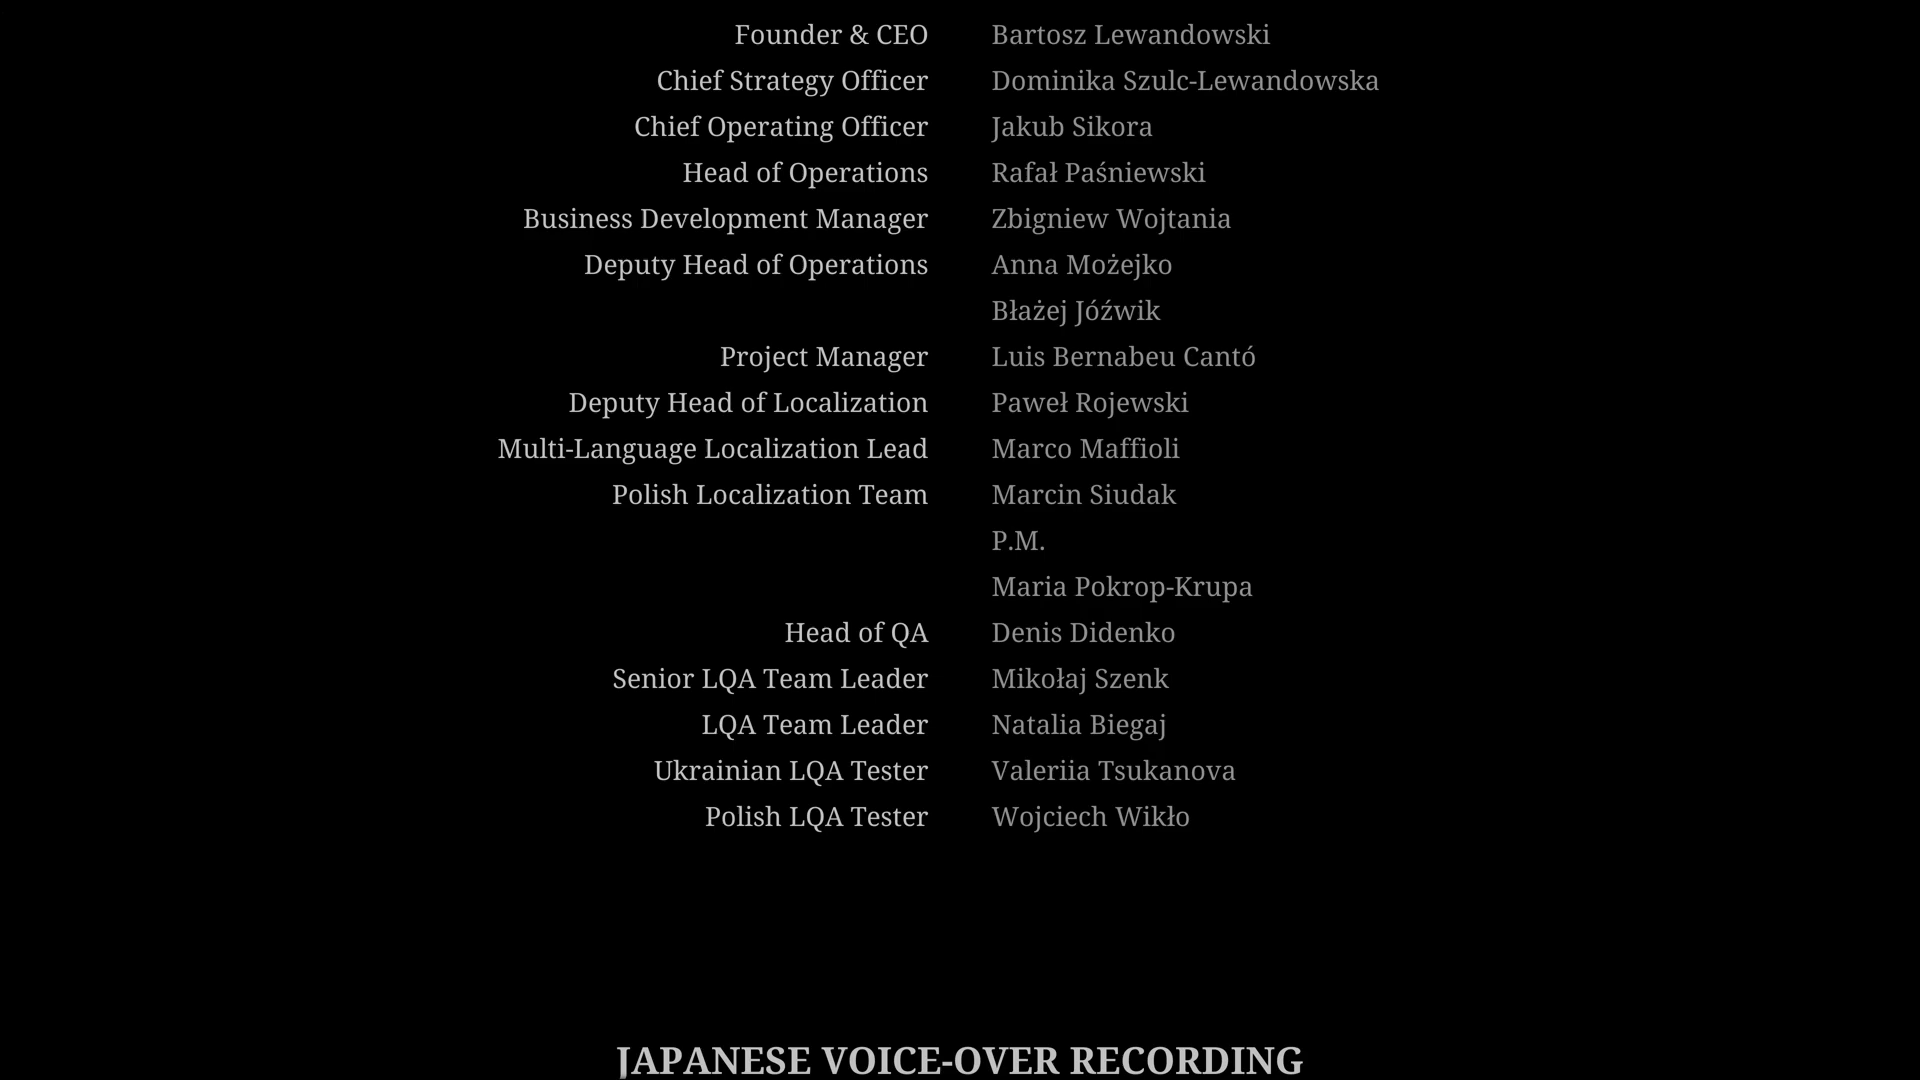 Founder & CEO Bartosz Lewandowski
Chief Strategy Officer Dominika Szulc-Lewandowska
Chief Operating Officer Jakub Sikora
Head of Operations Rafał Paśniewski
Business Development Manager Zbigniew Wojtania
Deputy Head of Operations Anna Możejko
Błażej Jóźwik
Project Manager Luis Bernabeu Cantó
Deputy Head of Localization Paweł Rojewski
Multi-Language Localization Lead Marco Maffioli
Polish Localization Team Marcin Siudak
P.M.
Maria Pokrop-Krupa
Head of QA Denis Didenko
Senior LQA Team Leader Mikołaj Szenk
LQA Team Leader Natalia Biegaj
Ukrainian LQA Tester Valeriia Tsukanova
Polish LQA Tester Wojciech Wikło
JAPANESE VOICE-OVER RECORDING